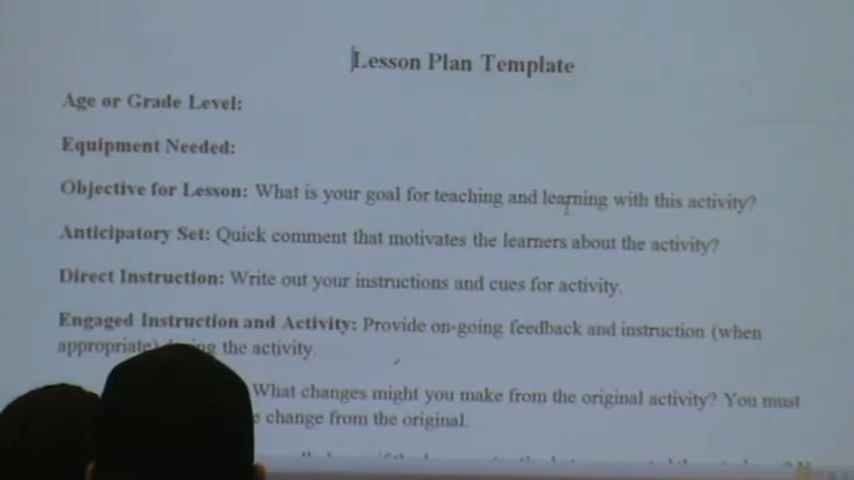 Lesson Plan Template
Age or Grade Level:
Equipment Needed:
Objective for Lesson: What is your goal for teaching and learning with this activity?
Anticipatory Set: Quick comment that motivates the learners about the activity?
Direct Instruction: Write out your instructions and cues for activity.
Engaged Instruction and Activity: Provide on-going feedback and instruction (when
appropriate) during the activity.
What changes might you make from the original activity? You must
change from the original.